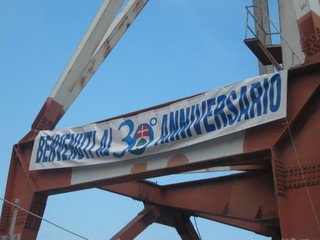 BENVENUTI AL 30° ANNIVERSARIO